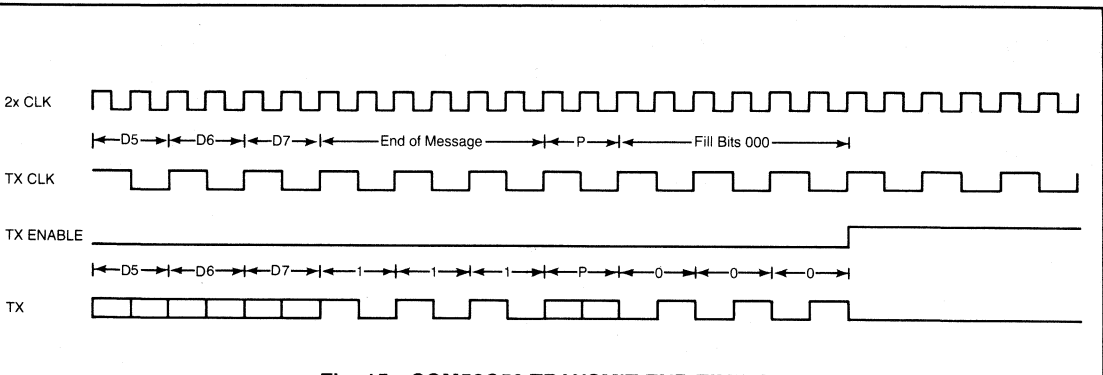 2x CLK
D5 D6 D7 End of Message P Fill Bits 000
TX CLK
TX ENABLE
D5 D6 D7 1 1 1 P 0 0 0
TX